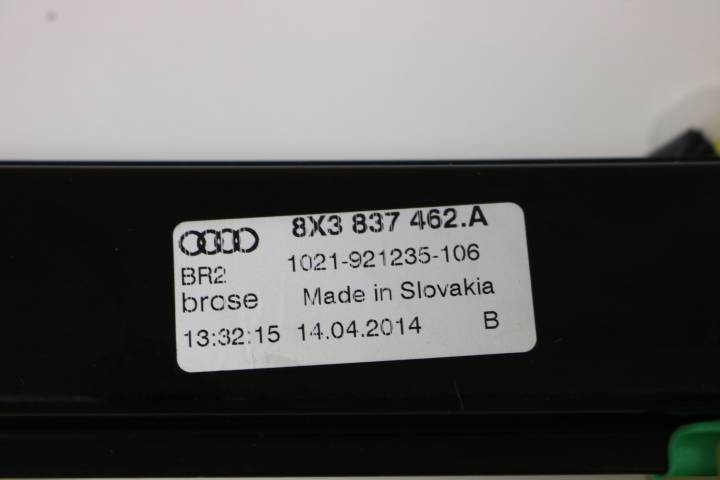 8X3 837 462.A
BR2 1021-921235-106
brose Made in Slovakia
13:32:15 14.04.2014 B